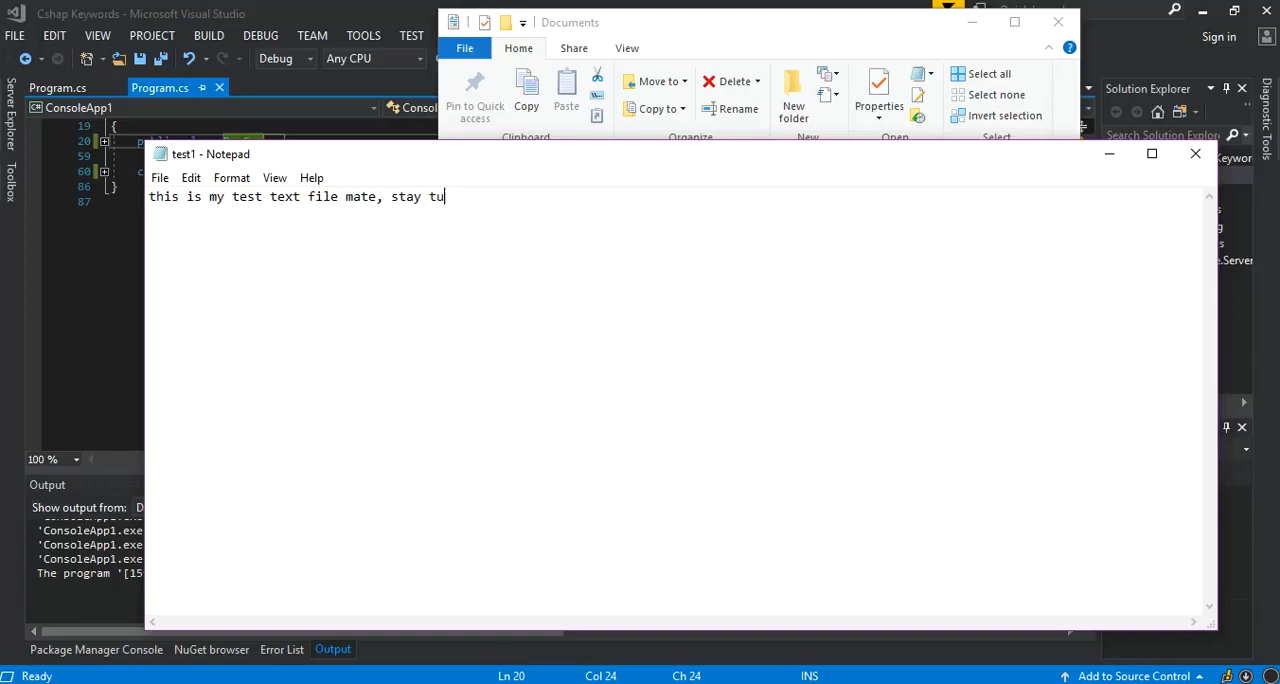 Cshap Keywords - Microsoft Visual Studio
Documents
FILE EDIT VIEW PROJECT BUILD DEBUG TEAM TOOLS TEST
File Home Share View
Sign in
Debug Any CPU
Program.cs Program.cs
Server Explorer
Toolbox
Pin to Quick access
Copy
Paste
Clipboard
Move to
Copy to
Delete
Rename
Organize
New folder
New
Properties
Open
Select all
Select none
Invert selection
Select
Solution Explorer
Search Solution Explor
Diagnostic Tools
ConsoleApp1
Consol
19 {
20
59
60
86 }
87
test1 - Notepad
File Edit Format View Help
this is my test text file mate, stay tu
Keywor
.Server
100 %
Output
Show output from:
'ConsoleApp1.exe
'ConsoleApp1.exe
'ConsoleApp1.exe
The program '[15
Package Manager Console NuGet browser Error List Output
Ready Ln 20 Col 24 Ch 24 INS Add to Source Control